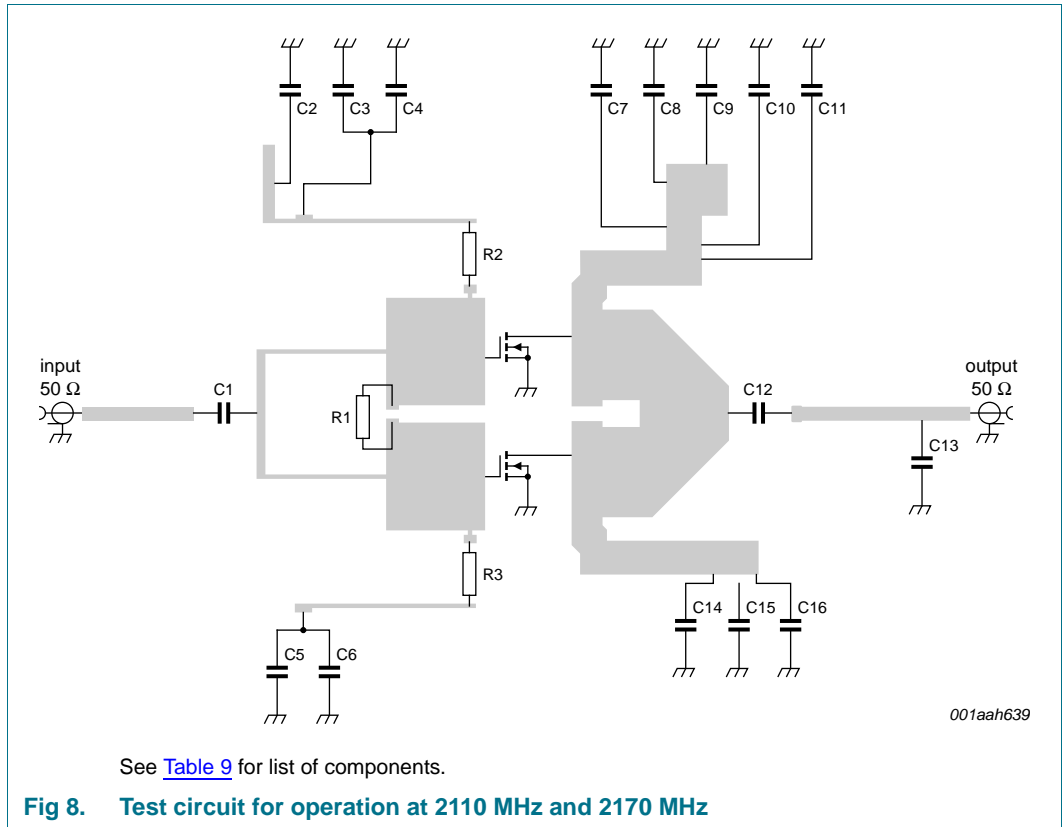 C2
C3
C4
C7
C8
C9
C10
C11
R2
input
50 Ω
C1
R1
output
50 Ω
C12
C13
R3
C14
C15
C16
C5
C6
001aah639
See Table 9 for list of components.
Fig 8. Test circuit for operation at 2110 MHz and 2170 MHz